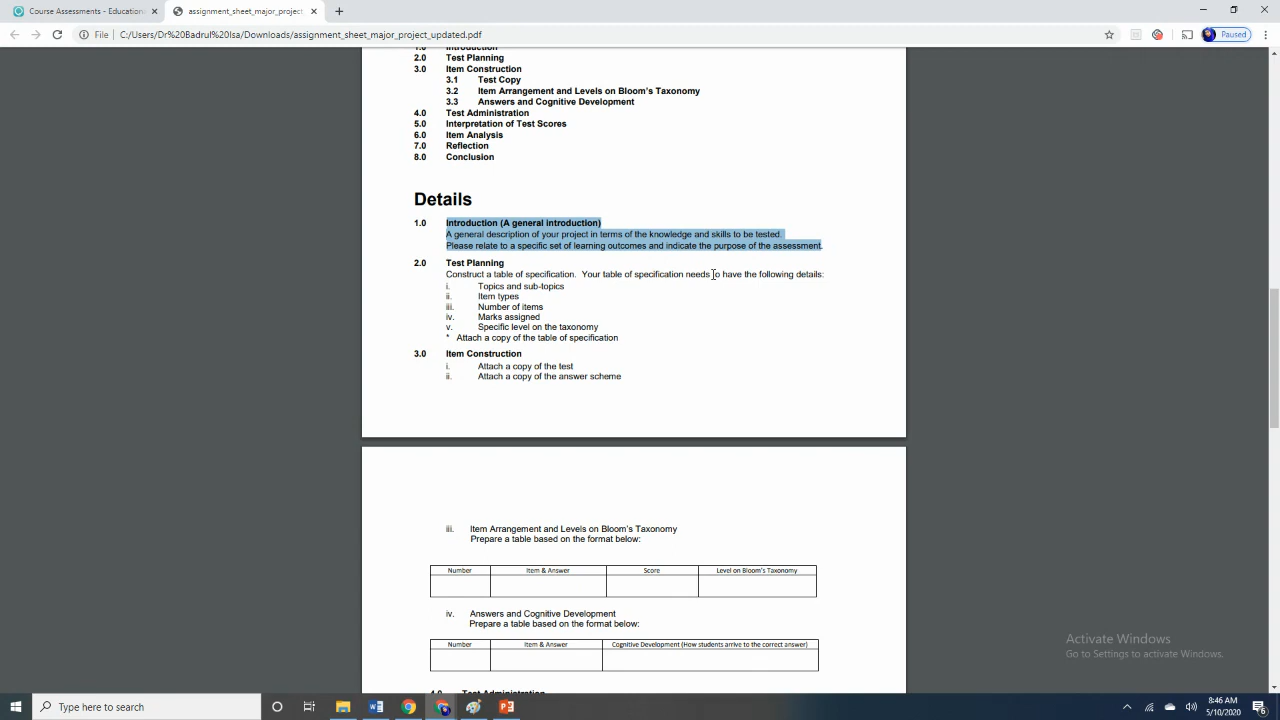 Course Assessments - Educationa
assignment_sheet_major_project_
File
C:/Users/Dr%20Badrul%20Isa/Downloads/assignment_sheet_major_project_updated.pdf
Paused
1.0 Introduction
2.0 Test Planning
3.0 Item Construction
3.1 Test Copy
3.2 Item Arrangement and Levels on Bloom's Taxonomy
3.3 Answers and Cognitive Development
4.0 Test Administration
5.0 Interpretation of Test Scores
6.0 Item Analysis
7.0 Reflection
8.0 Conclusion
Details
1.0 Introduction (A general introduction)
A general description of your project in terms of the knowledge and skills to be tested.
Please relate to a specific set of learning outcomes and indicate the purpose of the assessment.
2.0 Test Planning
Construct a table of specification. Your table of specification needs to have the following details:
i. Topics and sub-topics
ii. Item types
iii. Number of items
iv. Marks assigned
v. Specific level on the taxonomy
* Attach a copy of the table of specification
3.0 Item Construction
i. Attach a copy of the test
ii. Attach a copy of the answer scheme
iii. Item Arrangement and Levels on Bloom's Taxonomy
Prepare a table based on the format below:
Number Item & Answer Score Level on Bloom's Taxonomy
iv. Answers and Cognitive Development
Prepare a table based on the format below:
Number Item & Answer Cognitive Development (How students arrive to the correct answer)
4.0 Test Administration
Activate Windows
Go to Settings to activate Windows.
Type here to search
8:46 AM
5/10/2020
6